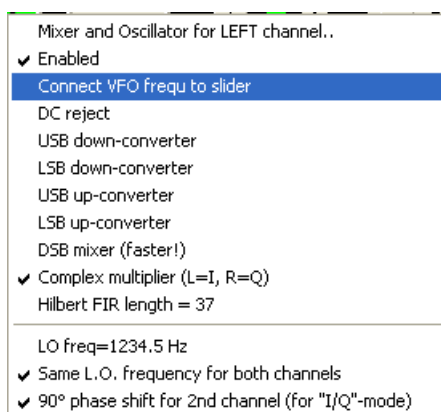 Mixer and Oscillator for LEFT channel..
✓ Enabled
Connect VFO frequ to slider
DC reject
USB down-converter
LSB down-converter
USB up-converter
LSB up-converter
DSB mixer (faster!)
✓ Complex multiplier (L=I, R=Q)
Hilbert FIR length = 37
LO freq=1234.5 Hz
✓ Same L.O. frequency for both channels
✓ 90° phase shift for 2nd channel (for "I/Q"-mode)